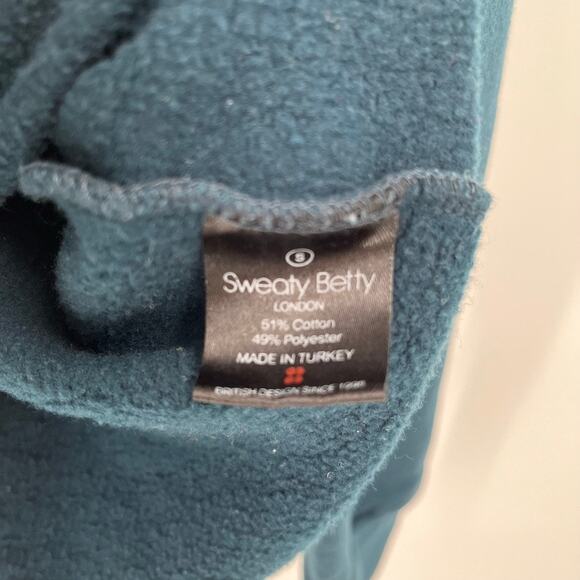 S
Sweaty Betty
LONDON
51% Cotton
49% Polyester
MADE IN TURKEY
BRITISH DESIGN SINCE 1998